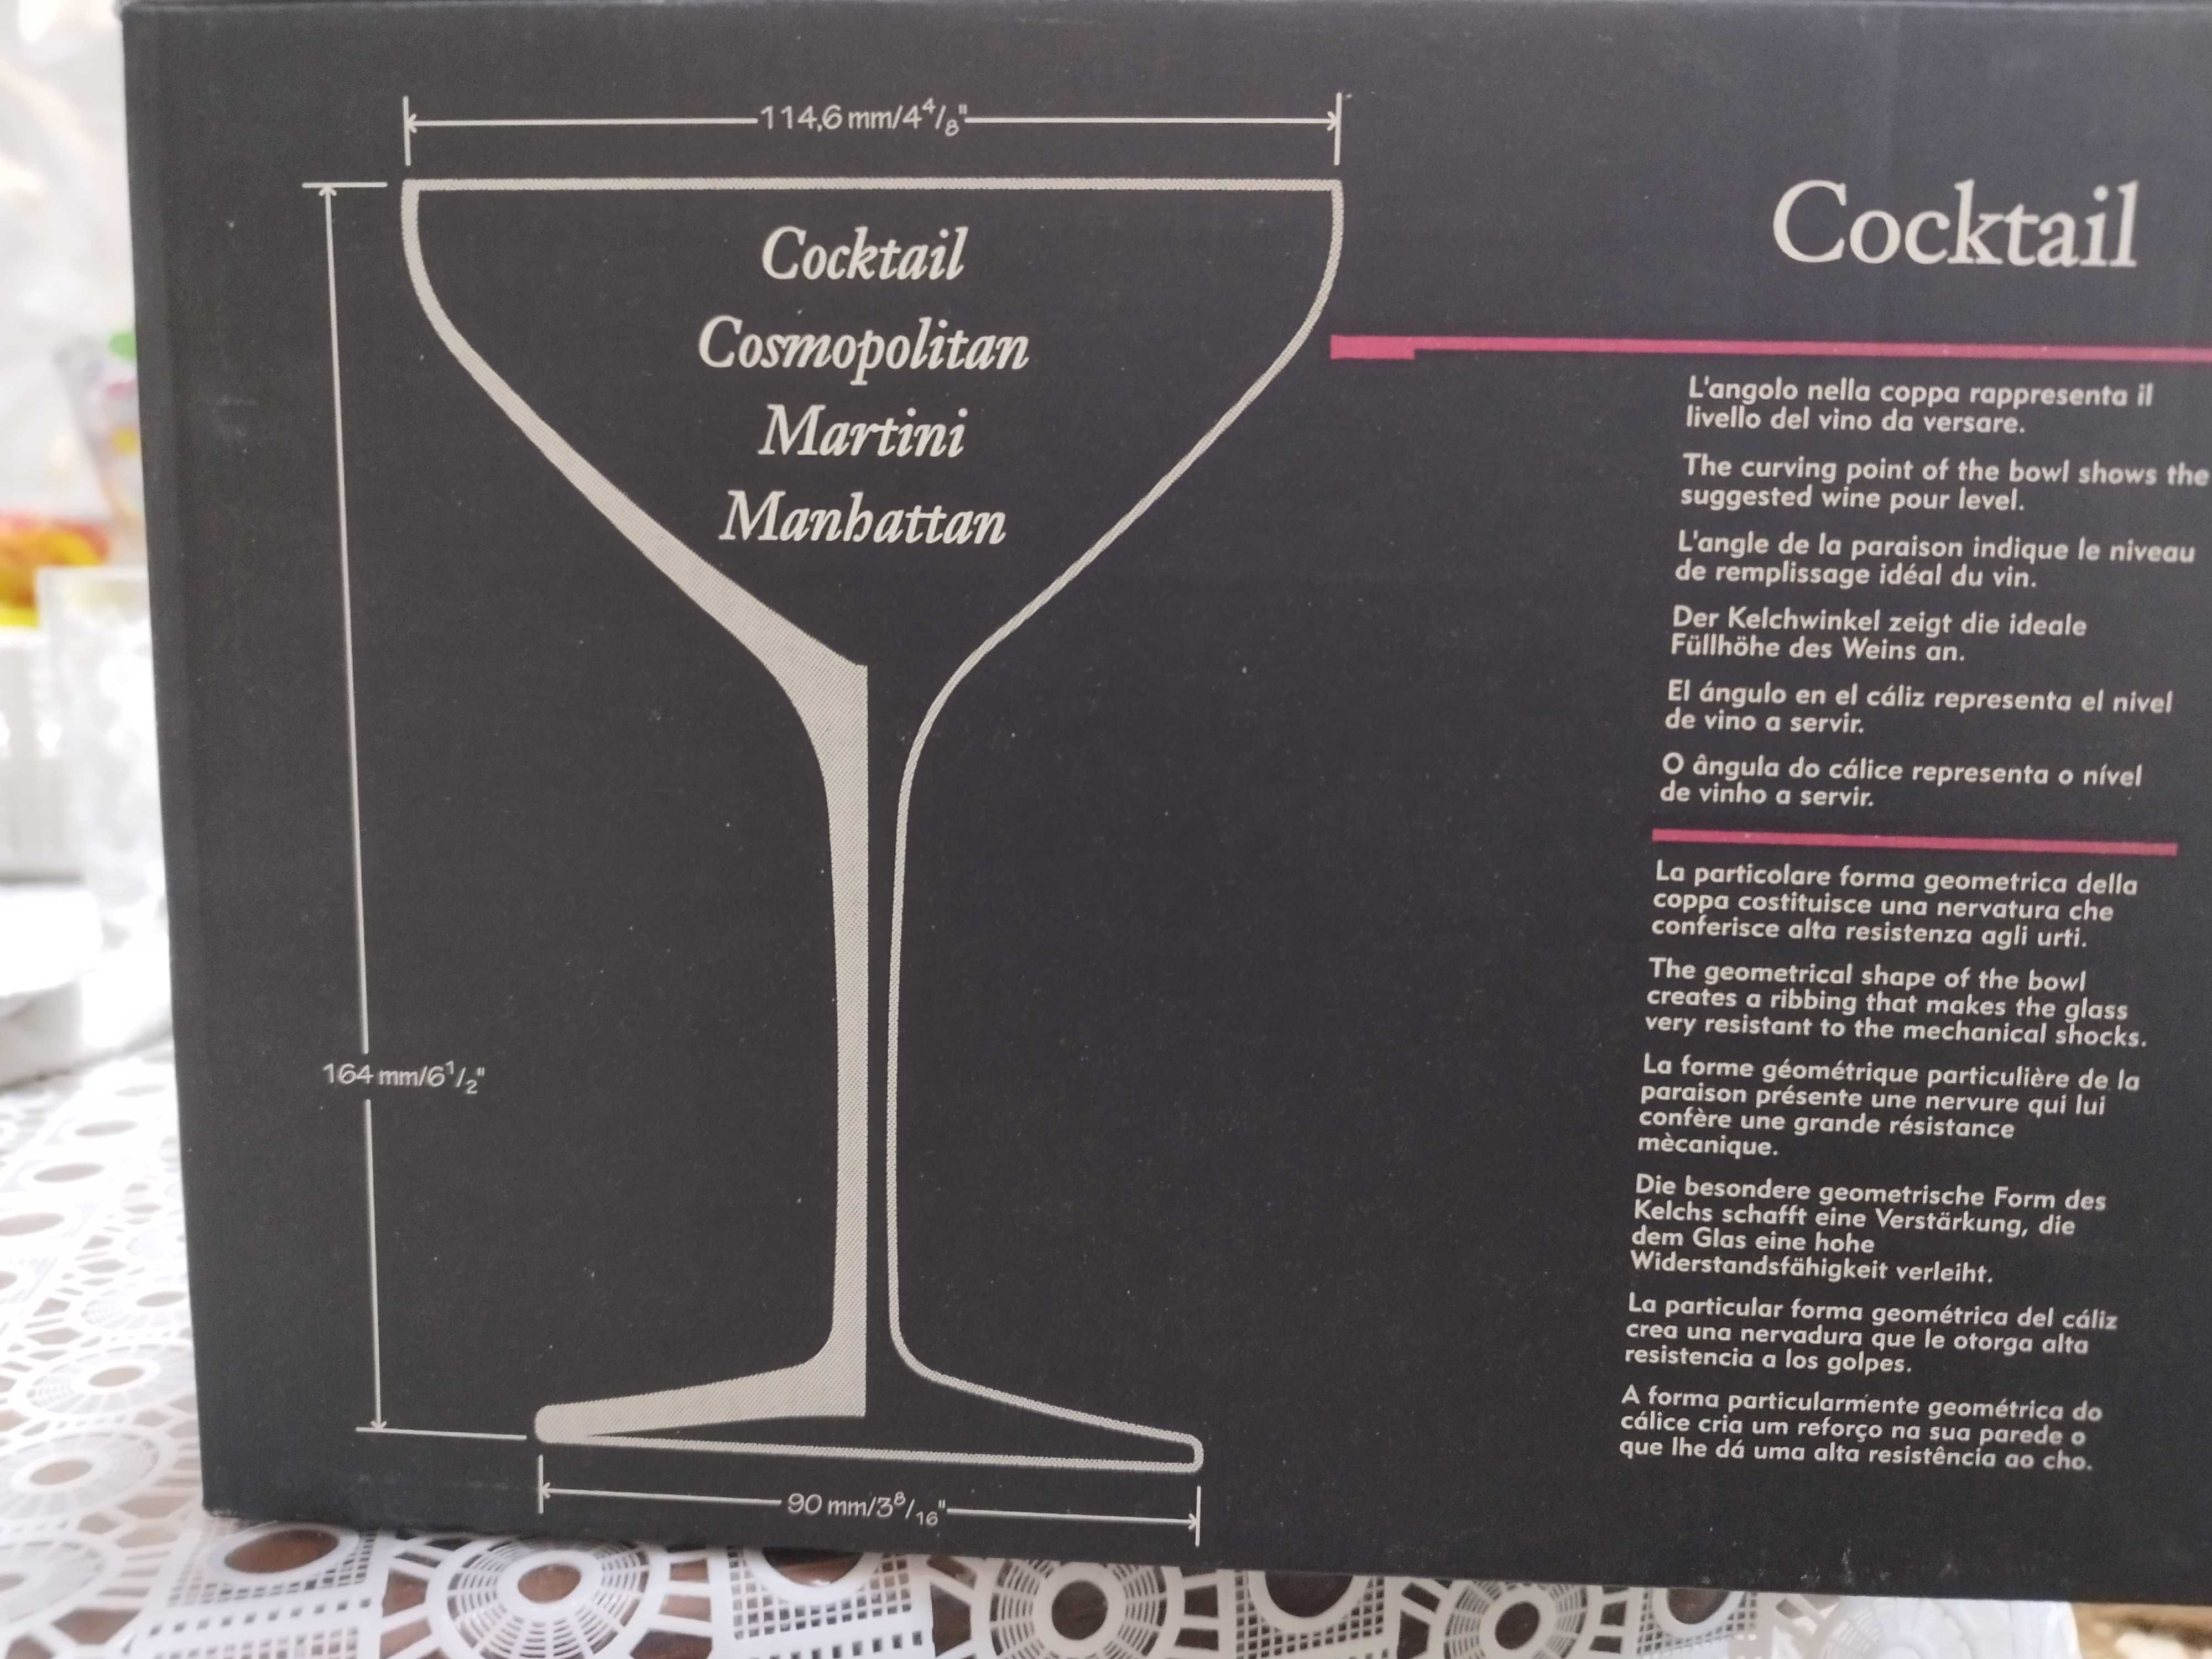 114,6 mm/4⁴/₈"
Cocktail
Cosmopolitan
Martini
Manhattan
164 mm/6¹/₂"
90 mm/3⁸/₁₆"
Cocktail
L'angolo nella coppa rappresenta il
livello del vino da versare.
The curving point of the bowl shows the
suggested wine pour level.
L'angle de la paraison indique le niveau
de remplissage idéal du vin.
Der Kelchwinkel zeigt die ideale
Füllhöhe des Weins an.
El ángulo en el cáliz representa el nivel
de vino a servir.
O ângula do cálice representa o nível
de vinho a servir.
La particolare forma geometrica della
coppa costituisce una nervatura che
conferisce alta resistenza agli urti.
The geometrical shape of the bowl
creates a ribbing that makes the glass
very resistant to the mechanical shocks.
La forme géométrique particulière de la
paraison présente une nervure qui lui
confère une grande résistance
mècanique.
Die besondere geometrische Form des
Kelchs schafft eine Verstärkung, die
dem Glas eine hohe
Widerstandsfähigkeit verleiht.
La particular forma geométrica del cáliz
crea una nervadura que le otorga alta
resistencia a los golpes.
A forma particularmente geométrica do
cálice cria um reforço na sua parede o
que lhe dá uma alta resistência ao cho.